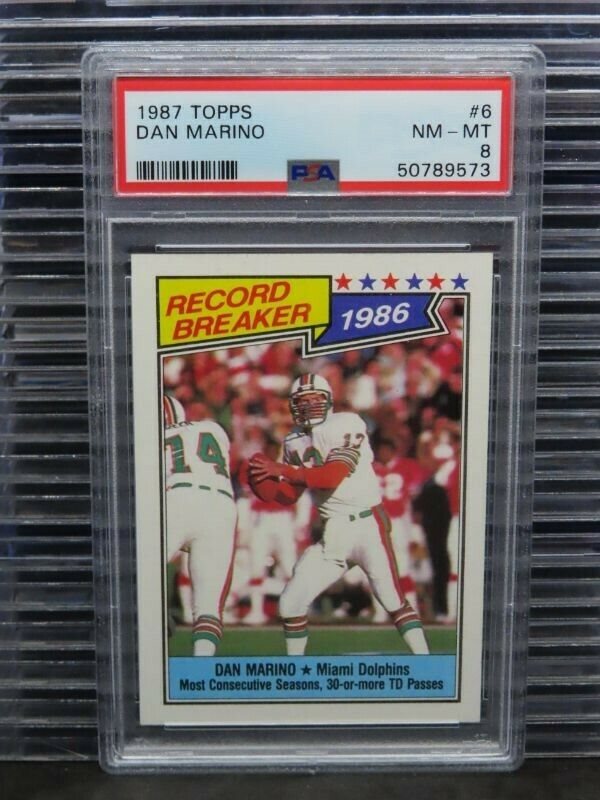 1987 TOPPS #6
DAN MARINO NM - MT
8
PSA 50789573
RECORD
BREAKER
1986
14
13
2
DAN MARINO ★ Miami Dolphins
Most Consecutive Seasons, 30-or-more TD Passes